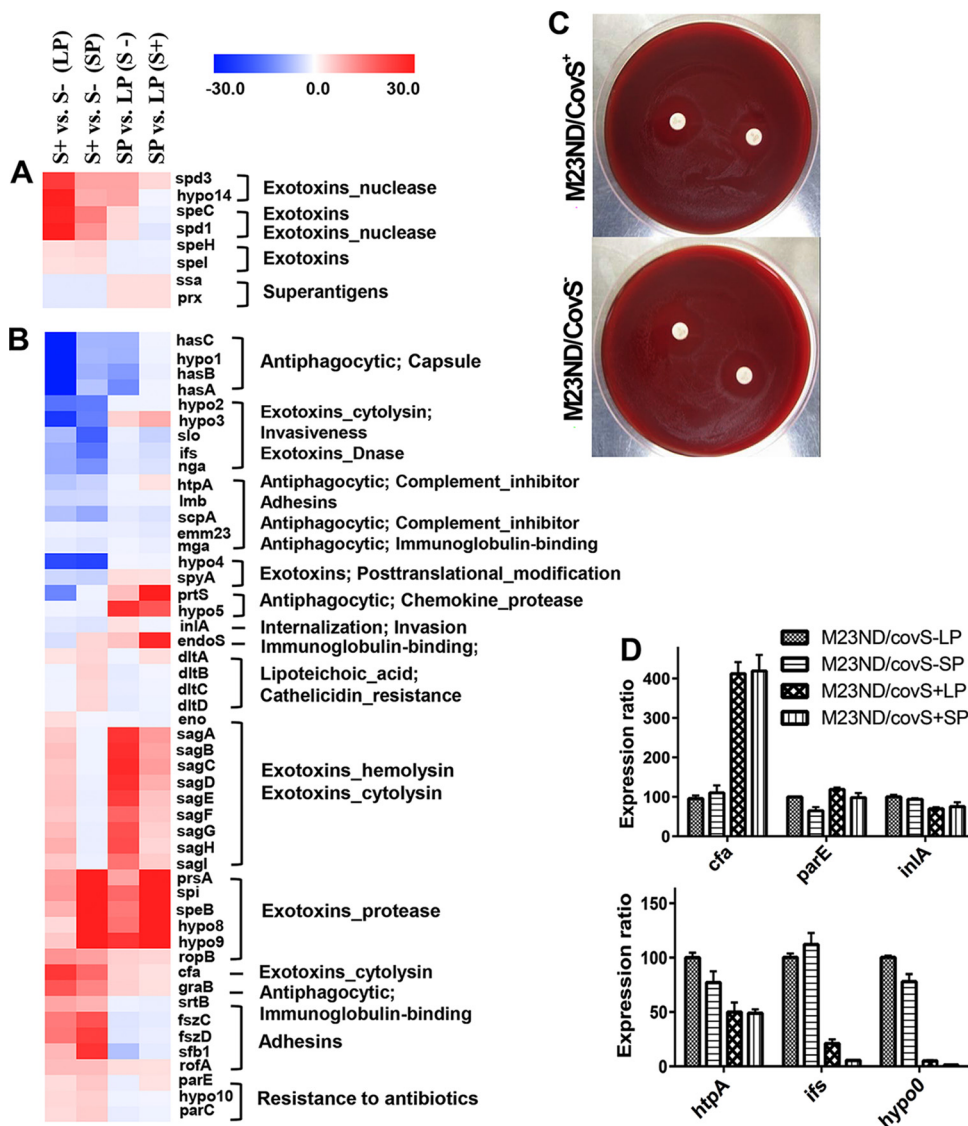 S+ vs. S- (LP)
S+ vs. S- (SP)
SP vs. LP (S -)
SP vs. LP (S+)
-30.0 0.0 30.0
A
spd3
hypo14
speC
spd1
speH
speI
ssa
prx
Exotoxins_nuclease
Exotoxins
Exotoxins_nuclease
Exotoxins
Superantigens
B
hasC
hypo1
hasB
hasA
hypo2
hypo3
slo
ifs
nga
htpA
lmb
scpA
emm23
mga
hypo4
spyA
prtS
hypo5
inlA
endoS
dltA
dltB
dltC
dltD
eno
sagA
sagB
sagC
sagD
sagE
sagF
sagG
sagH
sagI
prsA
spi
speB
hypo8
hypo9
ropB
cfa
graB
srtB
fszC
fszD
sfb1
rofA
parE
hypo10
parC
Antiphagocytic; Capsule
Exotoxins_cytolysin;
Invasiveness
Exotoxins_Dnase
Antiphagocytic; Complement_inhibitor
Adhesins
Antiphagocytic; Complement_inhibitor
Antiphagocytic; Immunoglobulin-binding
Exotoxins; Posttranslational_modification
Antiphagocytic; Chemokine_protease
Internalization; Invasion
Immunoglobulin-binding;
Lipoteichoic_acid;
Cathelicidin_resistance
Exotoxins_hemolysin
Exotoxins_cytolysin
Exotoxins_protease
Exotoxins_cytolysin
Antiphagocytic;
Immunoglobulin-binding
Adhesins
Resistance to antibiotics
C
M23ND/CovS+
M23ND/CovS-
D
M23ND/covS-LP
M23ND/covS-SP
M23ND/covS+LP
M23ND/covS+SP
Expression ratio
400
300
200
100
0
cfa parE inlA
Expression ratio
150
100
50
0
htpA ifs hypo0